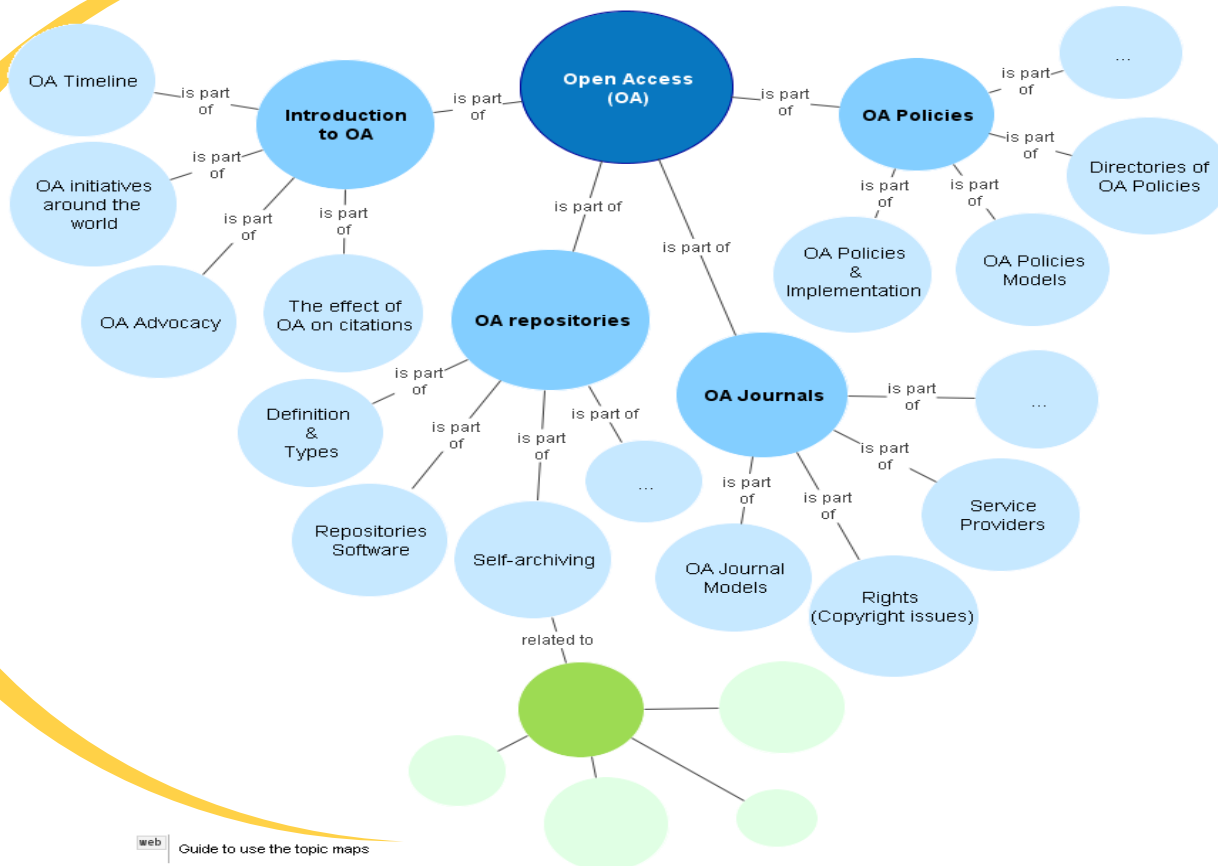 Open Access
(OA)
is part
of
Introduction
to OA
is part
of
OA Timeline
is part
of
OA initiatives
around the
world
is part
of
OA Advocacy
is part
of
The effect of
OA on citations
is part of
OA repositories
is part
of
Definition
&
Types
is part
of
Repositories
Software
is part
of
Self-archiving
is part of
...
related to
is part of
OA Journals
is part
of
OA Journal
Models
is part
of
Rights
(Copyright issues)
is part
of
Service
Providers
is part
of
...
is part
of
OA Policies
is part
of
...
is part
of
Directories of
OA Policies
is part
of
OA Policies
Models
is part
of
OA Policies
&
Implementation
web
Guide to use the topic maps